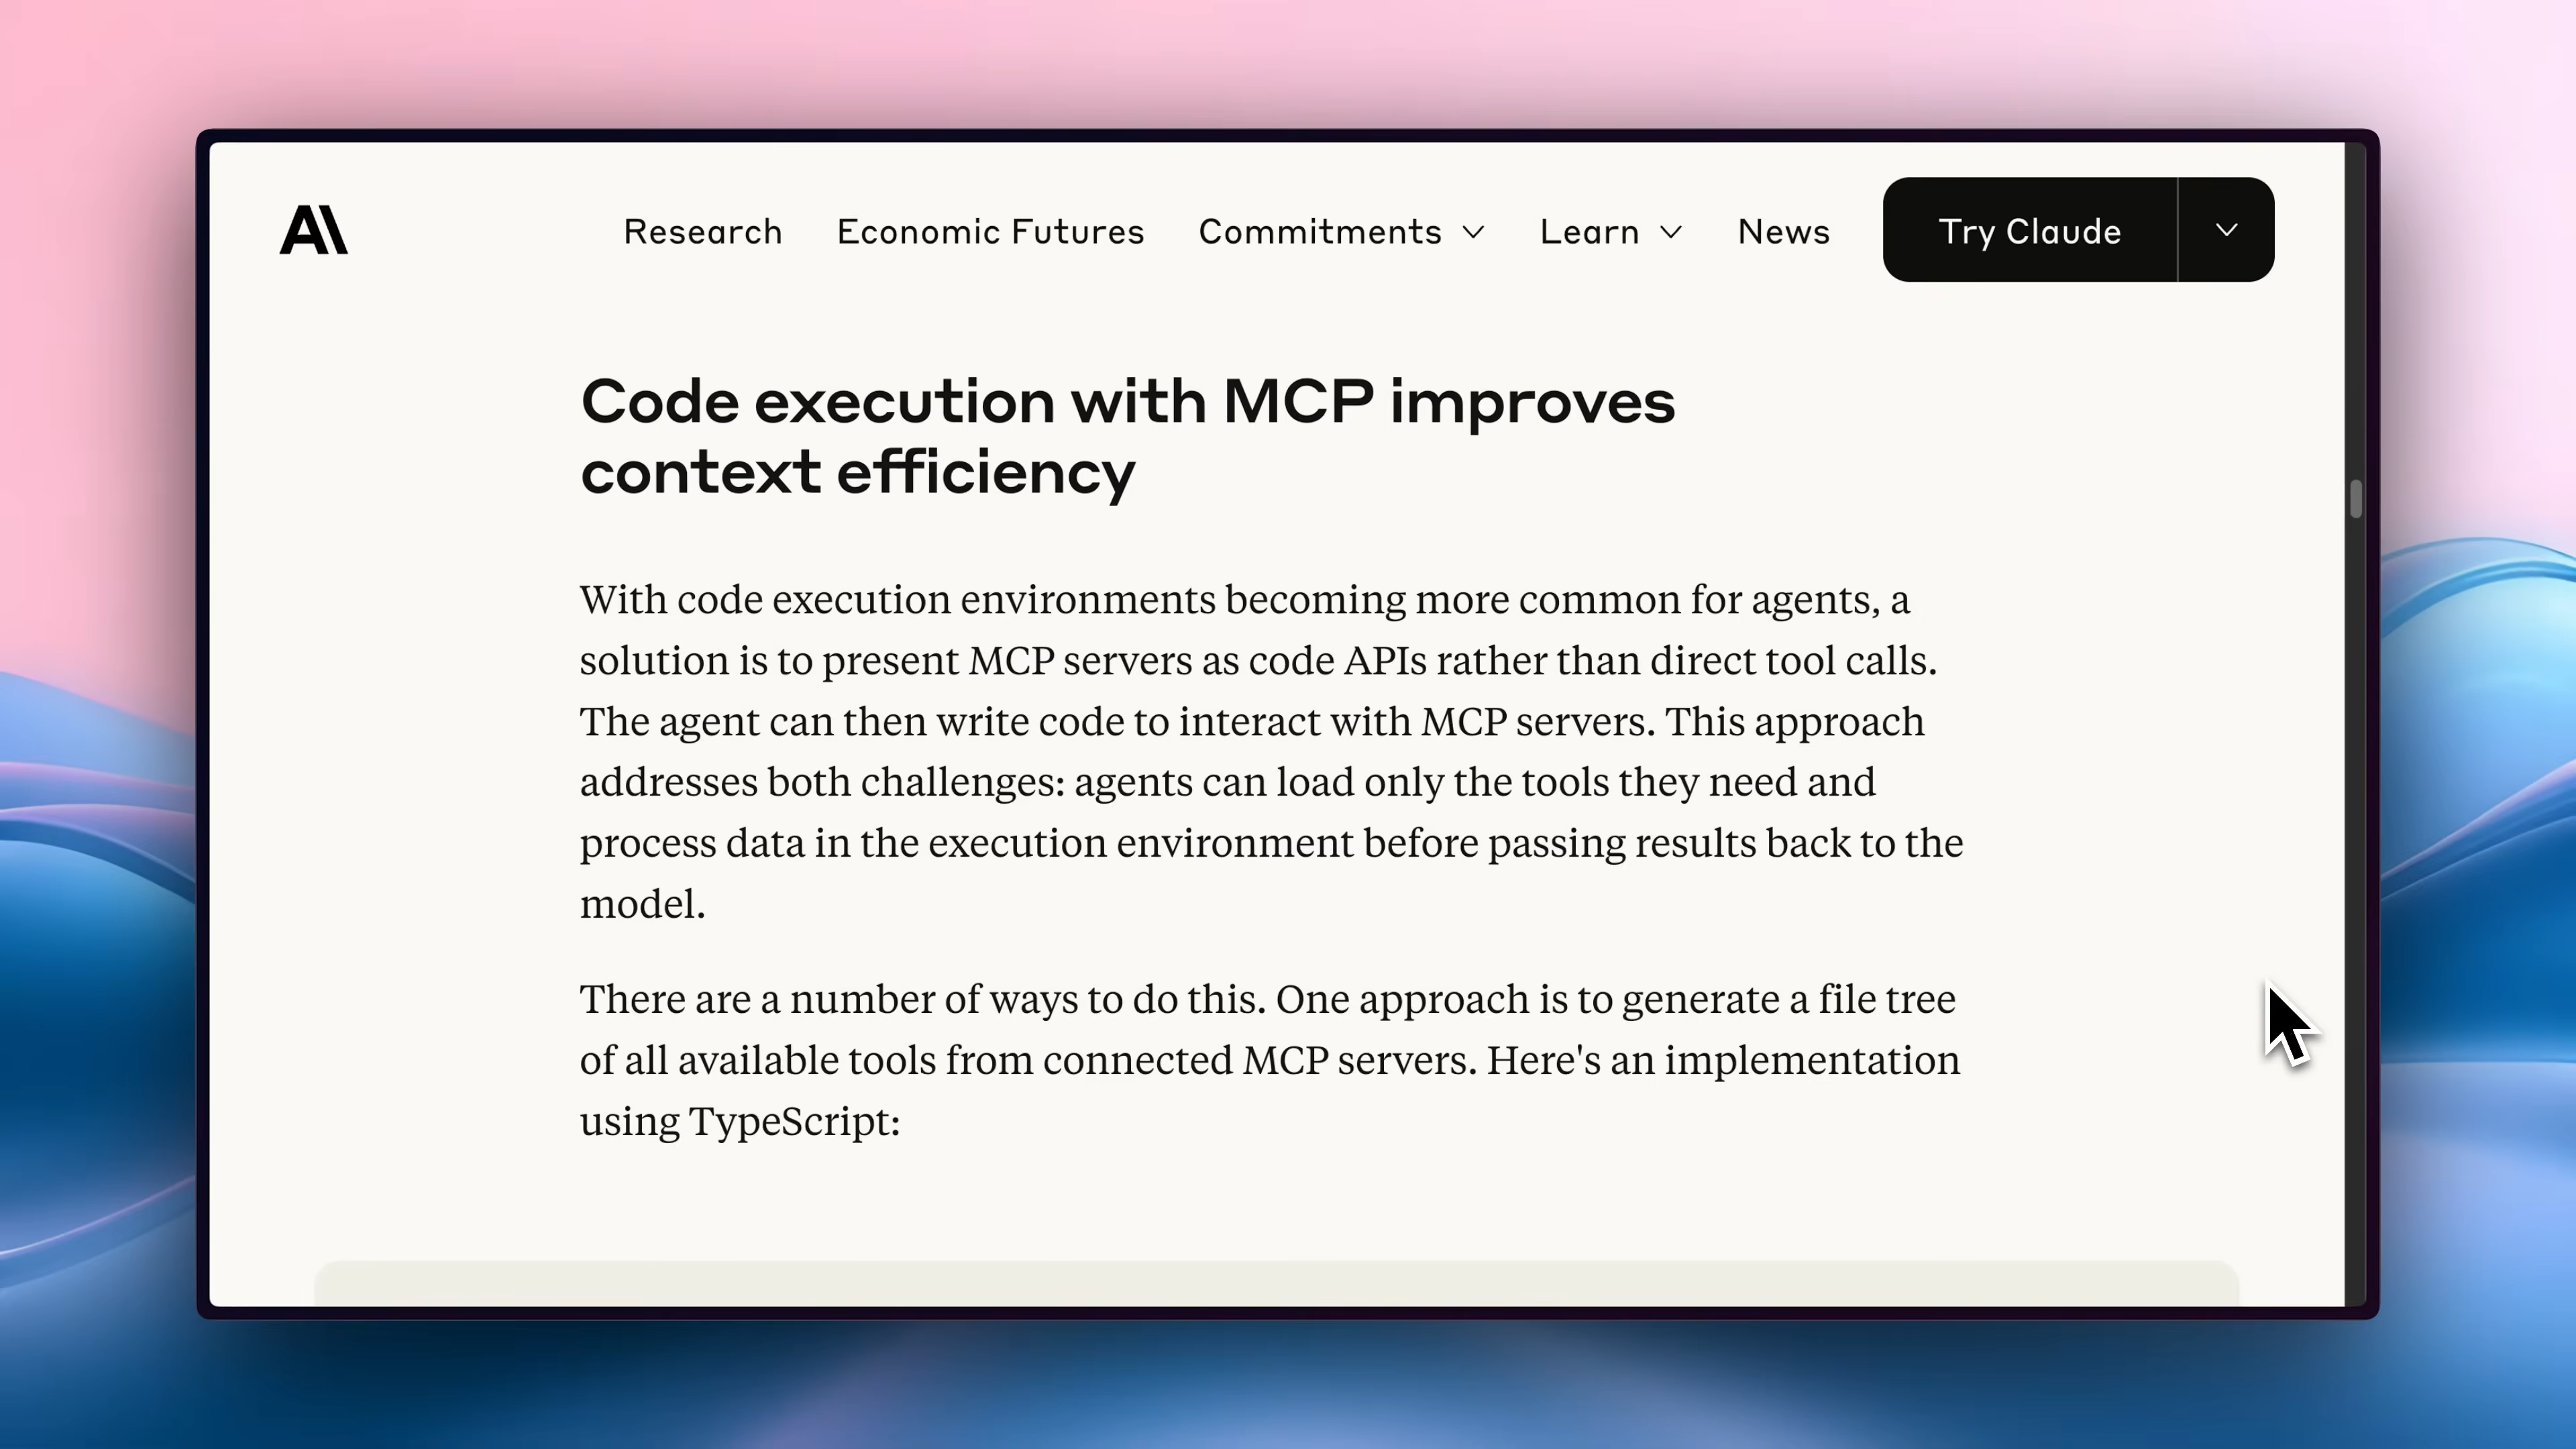 Research Economic Futures Commitments Learn News Try Claude
Code execution with MCP improves
context efficiency
With code execution environments becoming more common for agents, a
solution is to present MCP servers as code APIs rather than direct tool calls.
The agent can then write code to interact with MCP servers. This approach
addresses both challenges: agents can load only the tools they need and
process data in the execution environment before passing results back to the
model.
There are a number of ways to do this. One approach is to generate a file tree
of all available tools from connected MCP servers. Here's an implementation
using TypeScript: